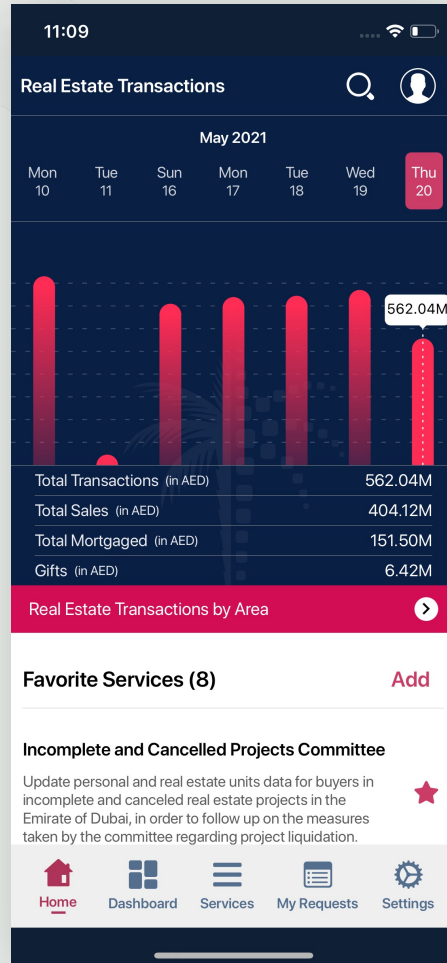 11:09
Real Estate Transactions
May 2021
Mon Tue Sun Mon Tue Wed Thu
10 11 16 17 18 19 20
562.04M
Total Transactions (in AED) 562.04M
Total Sales (in AED) 404.12M
Total Mortgaged (in AED) 151.50M
Gifts (in AED) 6.42M
Real Estate Transactions by Area
Favorite Services (8) Add
Incomplete and Cancelled Projects Committee
Update personal and real estate units data for buyers in
incomplete and canceled real estate projects in the
Emirate of Dubai, in order to follow up on the measures
taken by the committee regarding project liquidation.
Home Dashboard Services My Requests Settings